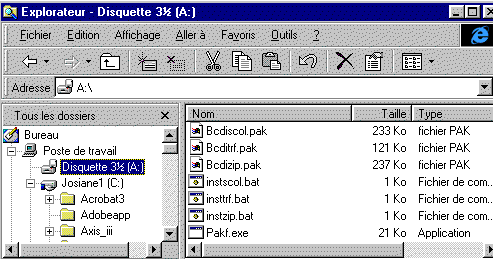 Explorateur - Disquette 3½ (A:)
Fichier Edition Affichage Aller à Favoris Outils ?
Adresse A:\
Tous les dossiers
Bureau
Poste de travail
Disquette 3½ (A:)
Josiane1 (C:)
Acrobat3
Adobeapp
Axis_iii
Nom Taille Type
Bcdiscol.pak 233 Ko fichier PAK
Bcditrf.pak 121 Ko fichier PAK
Bcdizip.pak 237 Ko fichier PAK
instscol.bat 1 Ko Fichier de com...
insttrf.bat 1 Ko Fichier de com...
instzip.bat 1 Ko Fichier de com...
Pakf.exe 21 Ko Application